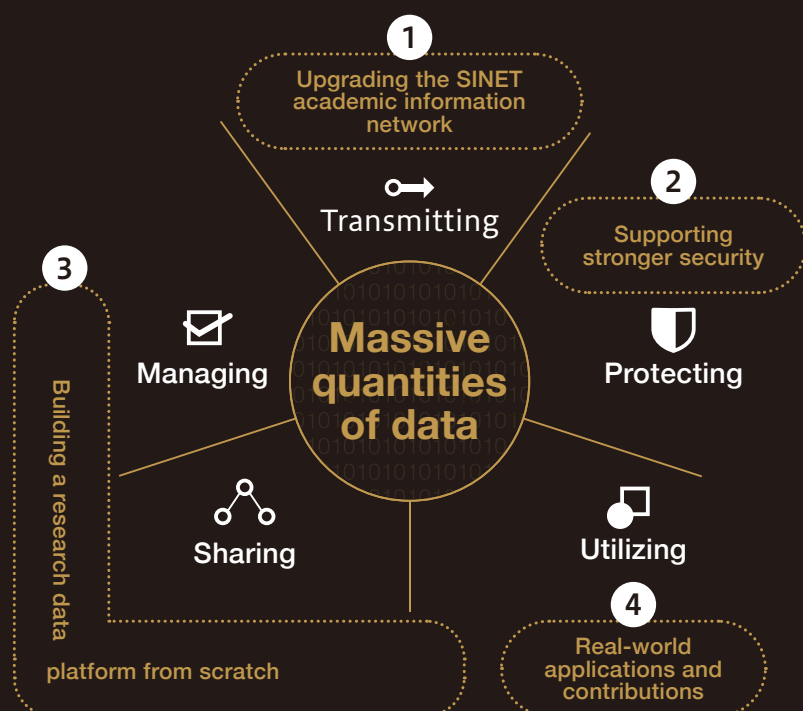 1
Upgrading the SINET
academic information
network
Transmitting
2
Supporting
stronger security
Protecting
3
Building a research data
platform from scratch
Managing
Massive
quantities
of data
Sharing
Utilizing
4
Real-world
applications and
contributions